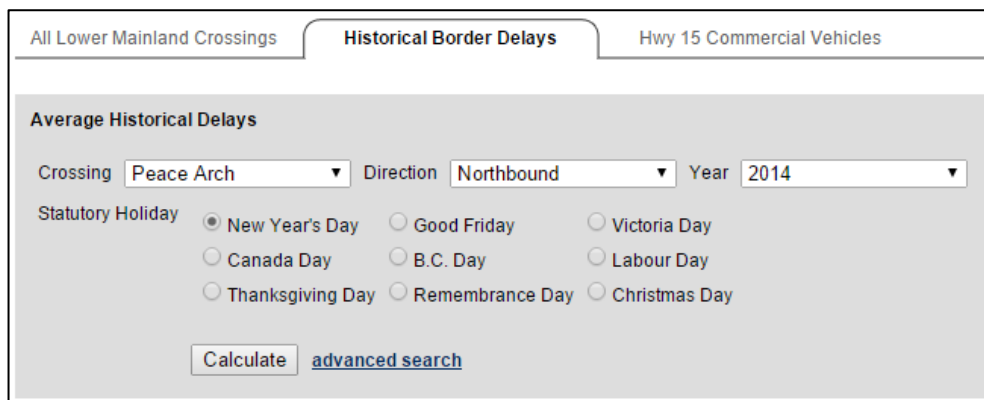 All Lower Mainland Crossings Historical Border Delays Hwy 15 Commercial Vehicles
Average Historical Delays
Crossing Peace Arch Direction Northbound Year 2014
Statutory Holiday New Year's Day Good Friday Victoria Day
Canada Day B.C. Day Labour Day
Thanksgiving Day Remembrance Day Christmas Day
Calculate advanced search